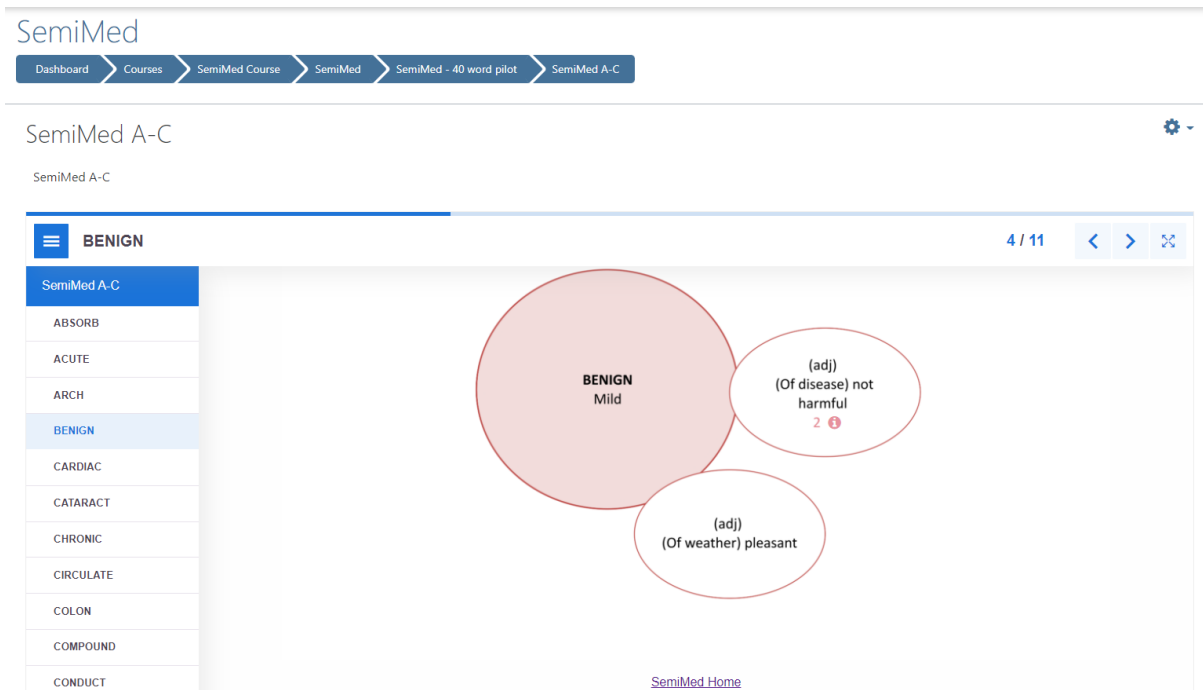 SemiMed
Dashboard Courses SemiMed Course SemiMed SemiMed - 40 word pilot SemiMed A-C
SemiMed A-C
SemiMed A-C
BENIGN 4 / 11
SemiMed A-C
ABSORB
ACUTE
ARCH
BENIGN
CARDIAC
CATARACT
CHRONIC
CIRCULATE
COLON
COMPOUND
CONDUCT
BENIGN
Mild
(adj)
(Of disease) not
harmful
2
(adj)
(Of weather) pleasant
SemiMed Home